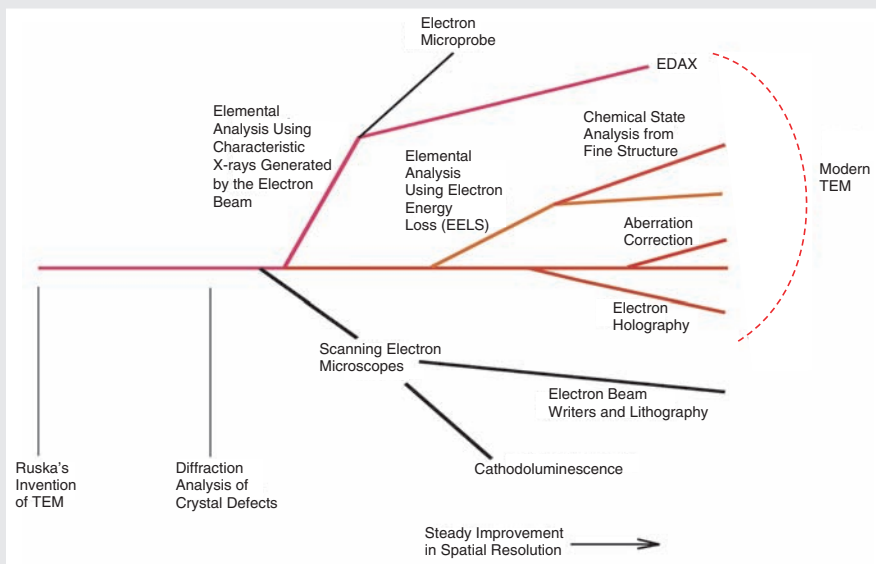 Electron
Microprobe
EDAX
Elemental
Analysis Using
Characteristic
X-rays Generated
by the Electron
Beam
Chemical State
Analysis from
Fine Structure
Elemental
Analysis
Using Electron
Energy
Loss (EELS)
Modern
TEM
Aberration
Correction
Electron
Holography
Scanning Electron
Microscopes
Electron Beam
Writers and Lithography
Ruska's
Invention
of TEM
Diffraction
Analysis of
Crystal Defects
Cathodoluminescence
Steady Improvement
in Spatial Resolution